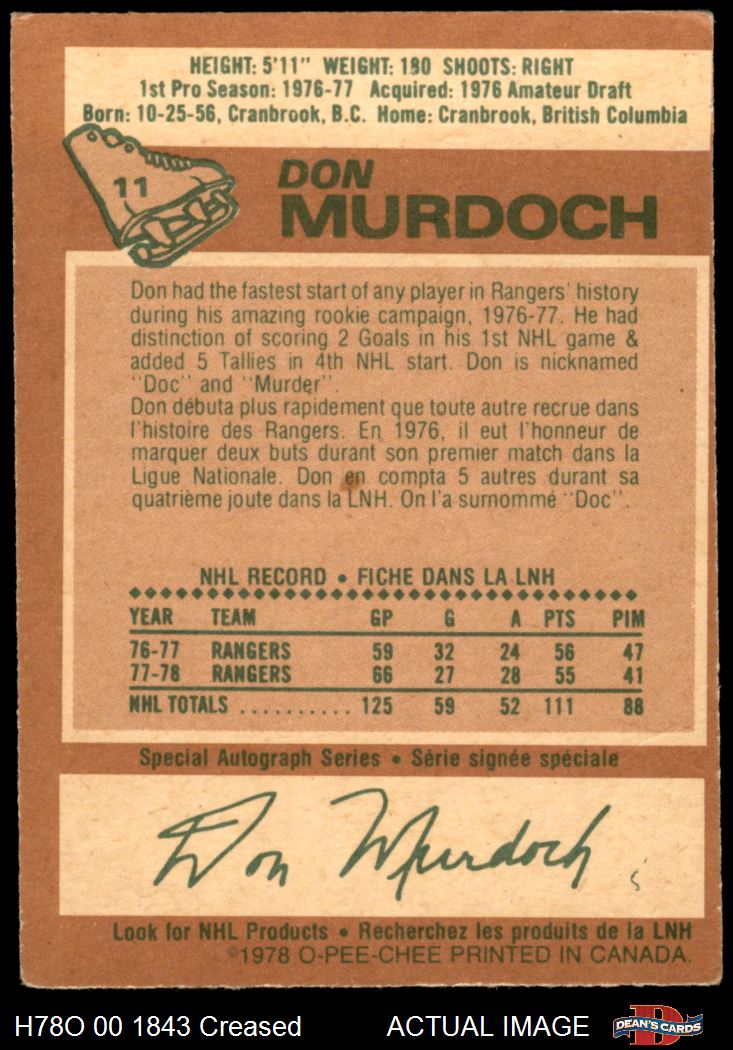 HEIGHT: 5'11" WEIGHT: 180 SHOOTS: RIGHT
1st Pro Season: 1976-77 Acquired: 1976 Amateur Draft
Born: 10-25-56, Cranbrook, B.C. Home: Cranbrook, British Columbia
11
DON
MURDOCH
Don had the fastest start of any player in Rangers' history
during his amazing rookie campaign, 1976-77. He had
distinction of scoring 2 Goals in his 1st NHL game &
added 5 Tallies in 4th NHL start. Don is nicknamed
"Doc" and "Murder".
Don débuta plus rapidement que toute autre recrue dans
l'histoire des Rangers. En 1976, il eut l'honneur de
marquer deux buts durant son premier match dans la
Ligue Nationale. Don en compta 5 autres durant sa
quatrième joute dans la LNH. On l'a surnommé "Doc".
NHL RECORD • FICHE DANS LA LNH
YEAR TEAM GP G A PTS PIM
76-77 RANGERS 59 32 24 56 47
77-78 RANGERS 66 27 28 55 41
NHL TOTALS .......... 125 59 52 111 88
Special Autograph Series • Série signée spéciale
Don Murdoch
Look for NHL Products • Recherchez les produits de la LNH
©1978 O-PEE-CHEE PRINTED IN CANADA.
H78O 00 1843 Creased ACTUAL IMAGE DEAN'S CARDS